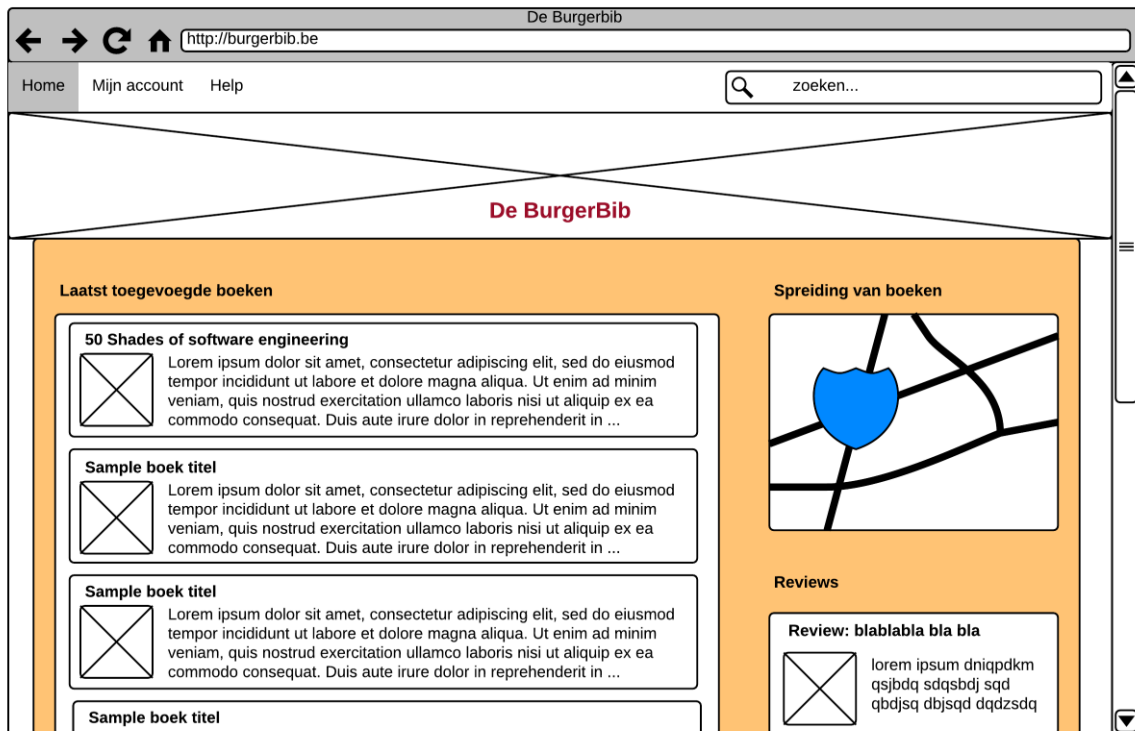 De Burgerbib
http://burgerbib.be
Home Mijn account Help zoeken...
De BurgerBib
Laatst toegevoegde boeken
50 Shades of software engineering
Lorem ipsum dolor sit amet, consectetur adipiscing elit, sed do eiusmod
tempor incididunt ut labore et dolore magna aliqua. Ut enim ad minim
veniam, quis nostrud exercitation ullamco laboris nisi ut aliquip ex ea
commodo consequat. Duis aute irure dolor in reprehenderit in ...
Sample boek titel
Lorem ipsum dolor sit amet, consectetur adipiscing elit, sed do eiusmod
tempor incididunt ut labore et dolore magna aliqua. Ut enim ad minim
veniam, quis nostrud exercitation ullamco laboris nisi ut aliquip ex ea
commodo consequat. Duis aute irure dolor in reprehenderit in ...
Sample boek titel
Lorem ipsum dolor sit amet, consectetur adipiscing elit, sed do eiusmod
tempor incididunt ut labore et dolore magna aliqua. Ut enim ad minim
veniam, quis nostrud exercitation ullamco laboris nisi ut aliquip ex ea
commodo consequat. Duis aute irure dolor in reprehenderit in ...
Sample boek titel
Spreiding van boeken
Reviews
Review: blablabla bla bla
lorem ipsum dniqpdkm
qsjbdq sdqsbdj sqd
qbdjsq dbjsqd dqdzsdq